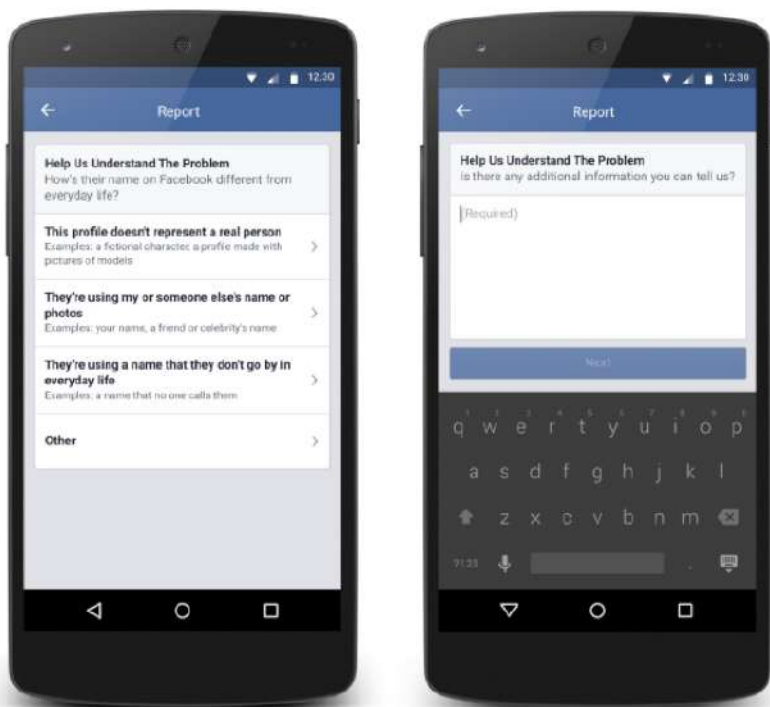 12:30
Report
Help Us Understand The Problem
How's their name on Facebook different from
everyday life?
This profile doesn't represent a real person
Examples: a fictional character, a profile made with
pictures of models
They're using my or someone else's name or
photos
Examples: your name, a friend or celebrity's name
They're using a name that they don't go by in
everyday life
Examples: a name that no one calls them
Other
12:30
Report
Help Us Understand The Problem
Is there any additional information you can tell us?
(Required)
Next
q w e r t y u i o p
a s d f g h j k l
z x c v b n m
?123 .